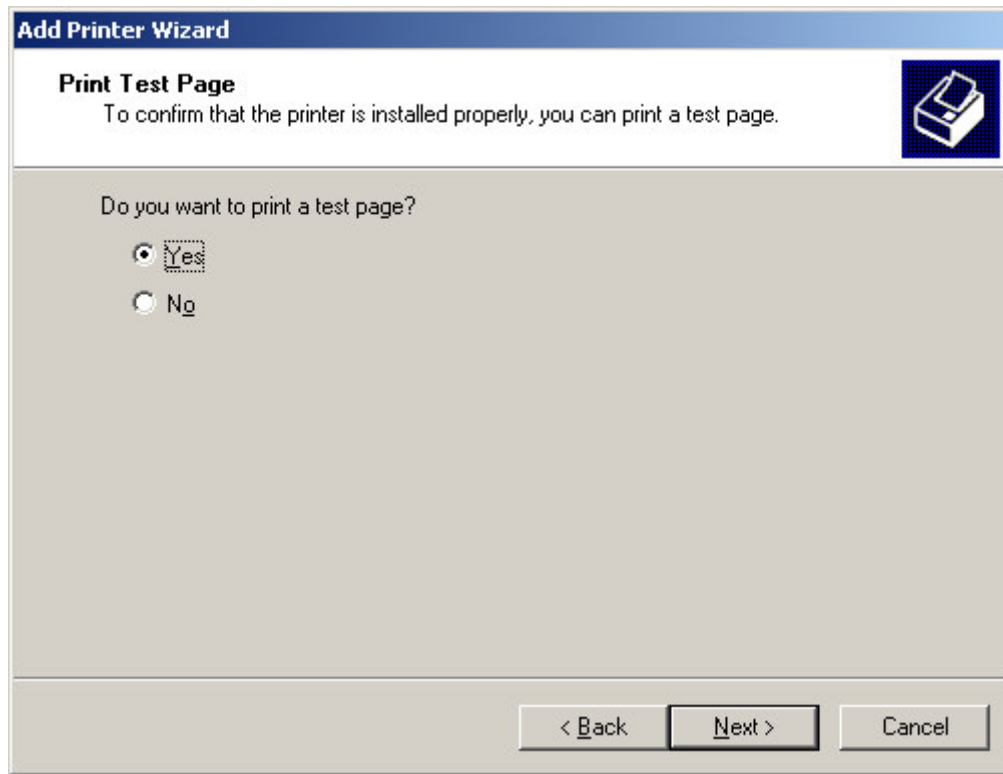 Add Printer Wizard
Print Test Page
To confirm that the printer is installed properly, you can print a test page.
Do you want to print a test page?
Yes
No
< Back Next > Cancel